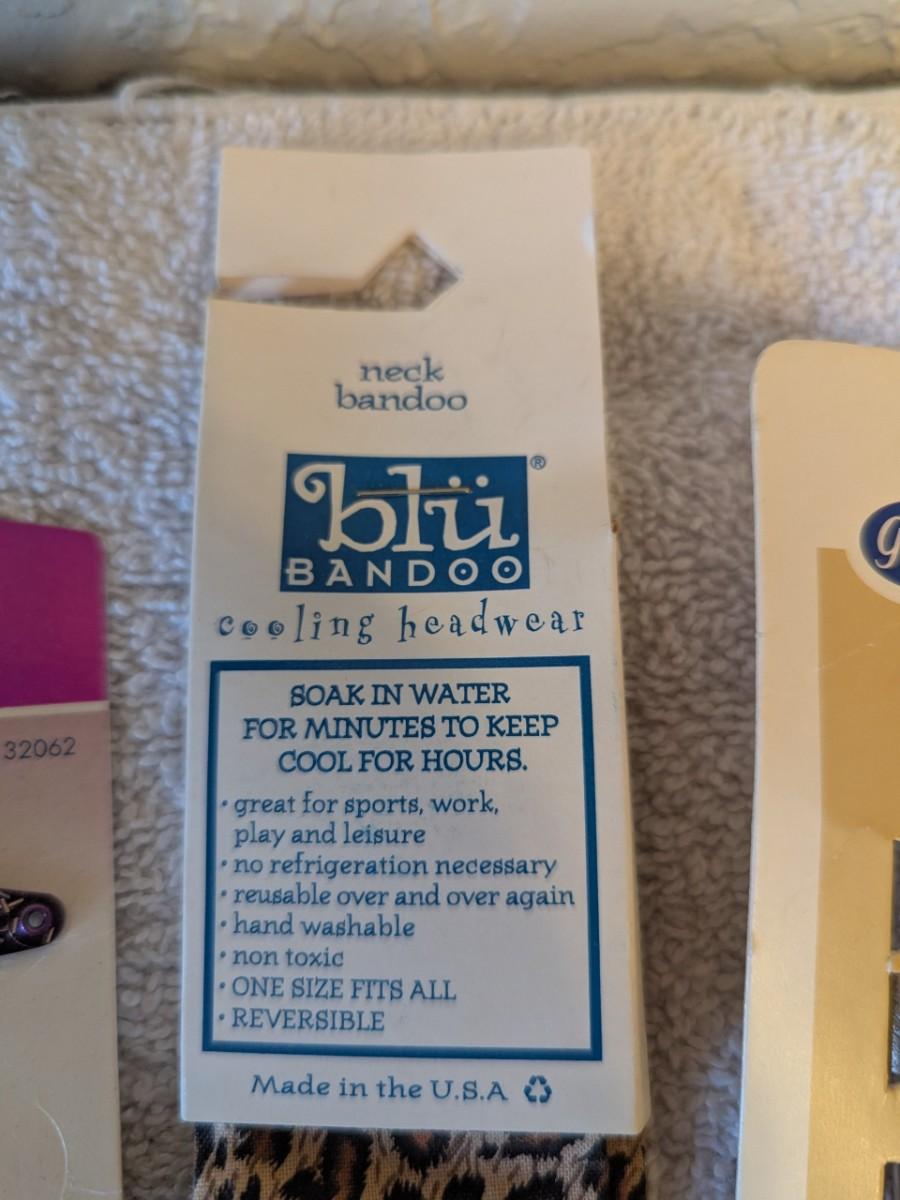 neck
bandoo
blü®
BANDOO
cooling headwear
SOAK IN WATER
FOR MINUTES TO KEEP
COOL FOR HOURS.
• great for sports, work,
play and leisure
• no refrigeration necessary
• reusable over and over again
• hand washable
• non toxic
• ONE SIZE FITS ALL
• REVERSIBLE
Made in the U.S.A
32062